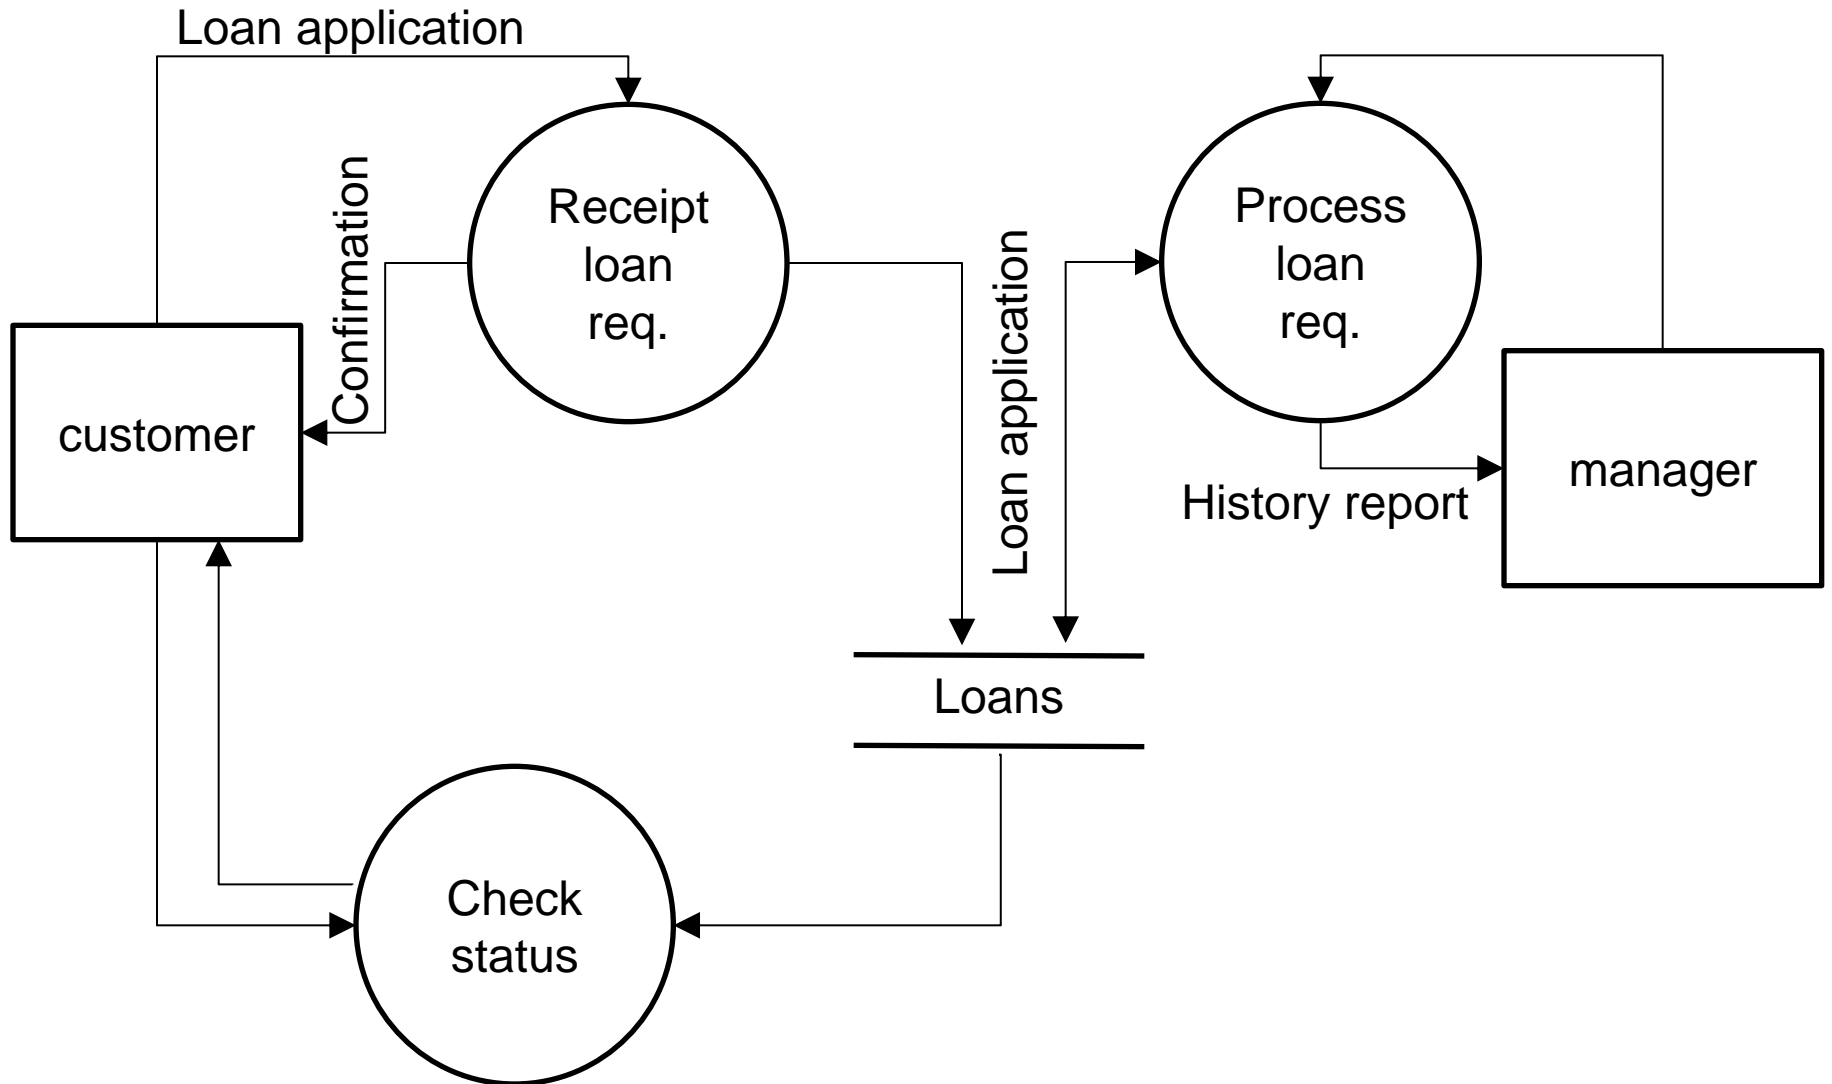 Loan application
Confirmation
Receipt
loan
req.
Loan application
Process
loan
req.
customer
manager
History report
Loans
Check
status